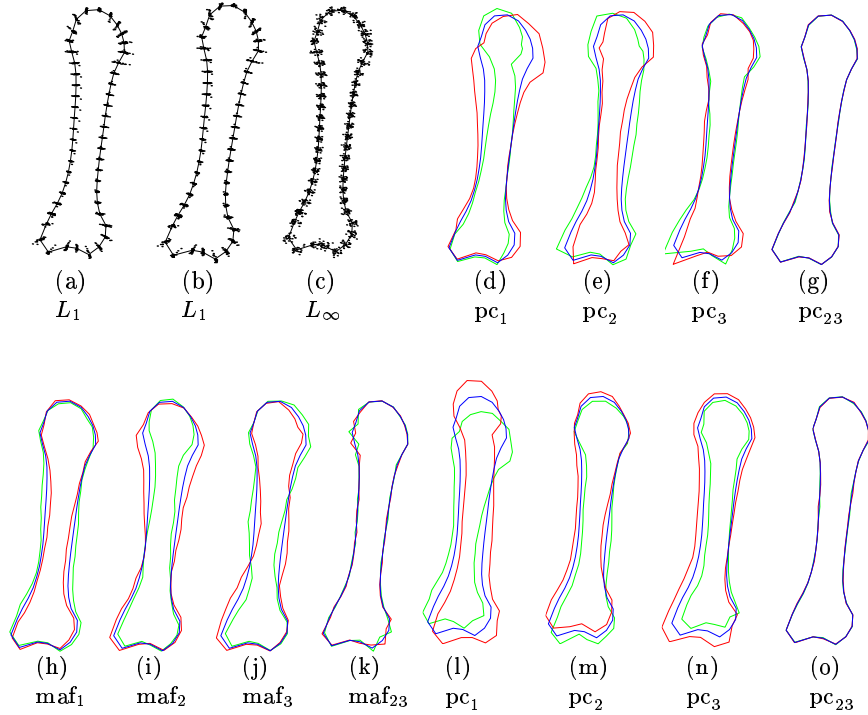 (a) (b) (c) (d) (e) (f) (g)
L₁ L₁ L∞ pc₁ pc₂ pc₃ pc₂₃
(h) (i) (j) (k) (l) (m) (n) (o)
maf₁ maf₂ maf₃ maf₂₃ pc₁ pc₂ pc₃ pc₂₃